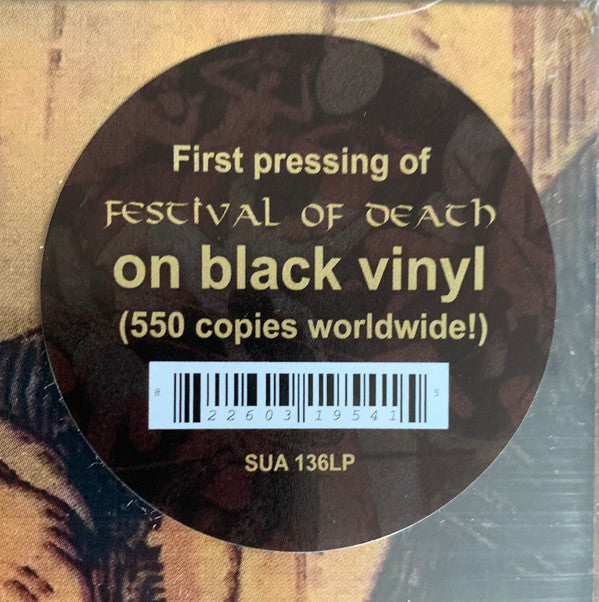 First pressing of
FESTIVAL OF DEATH
on black vinyl
(550 copies worldwide!)
8 22603 19541 5
SUA 136LP